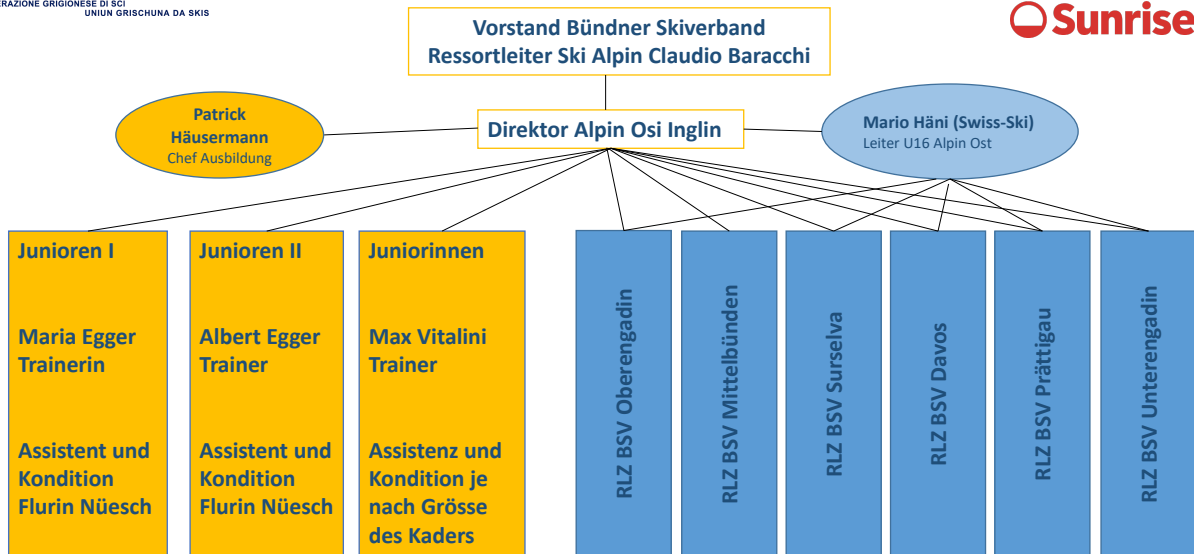 UNIUN GRISCHUNA DA SKIS
Sunrise
Vorstand Bündner Skiverband
Ressortleiter Ski Alpin Claudio Baracchi
Patrick
Häusermann
Chef Ausbildung
Direktor Alpin Osi Inglin
Mario Häni (Swiss-Ski)
Leiter U16 Alpin Ost
Junioren I
Maria Egger
Trainerin
Assistent und
Kondition
Flurin Nüesch
Junioren II
Albert Egger
Trainer
Assistent und
Kondition
Flurin Nüesch
Juniorinnen
Max Vitalini
Trainer
Assistenz und
Kondition je
nach Grösse
des Kaders
RLZ BSV Oberengadin
RLZ BSV Mittelbünden
RLZ BSV Surselva
RLZ BSV Davos
RLZ BSV Prättigau
RLZ BSV Unterengadin